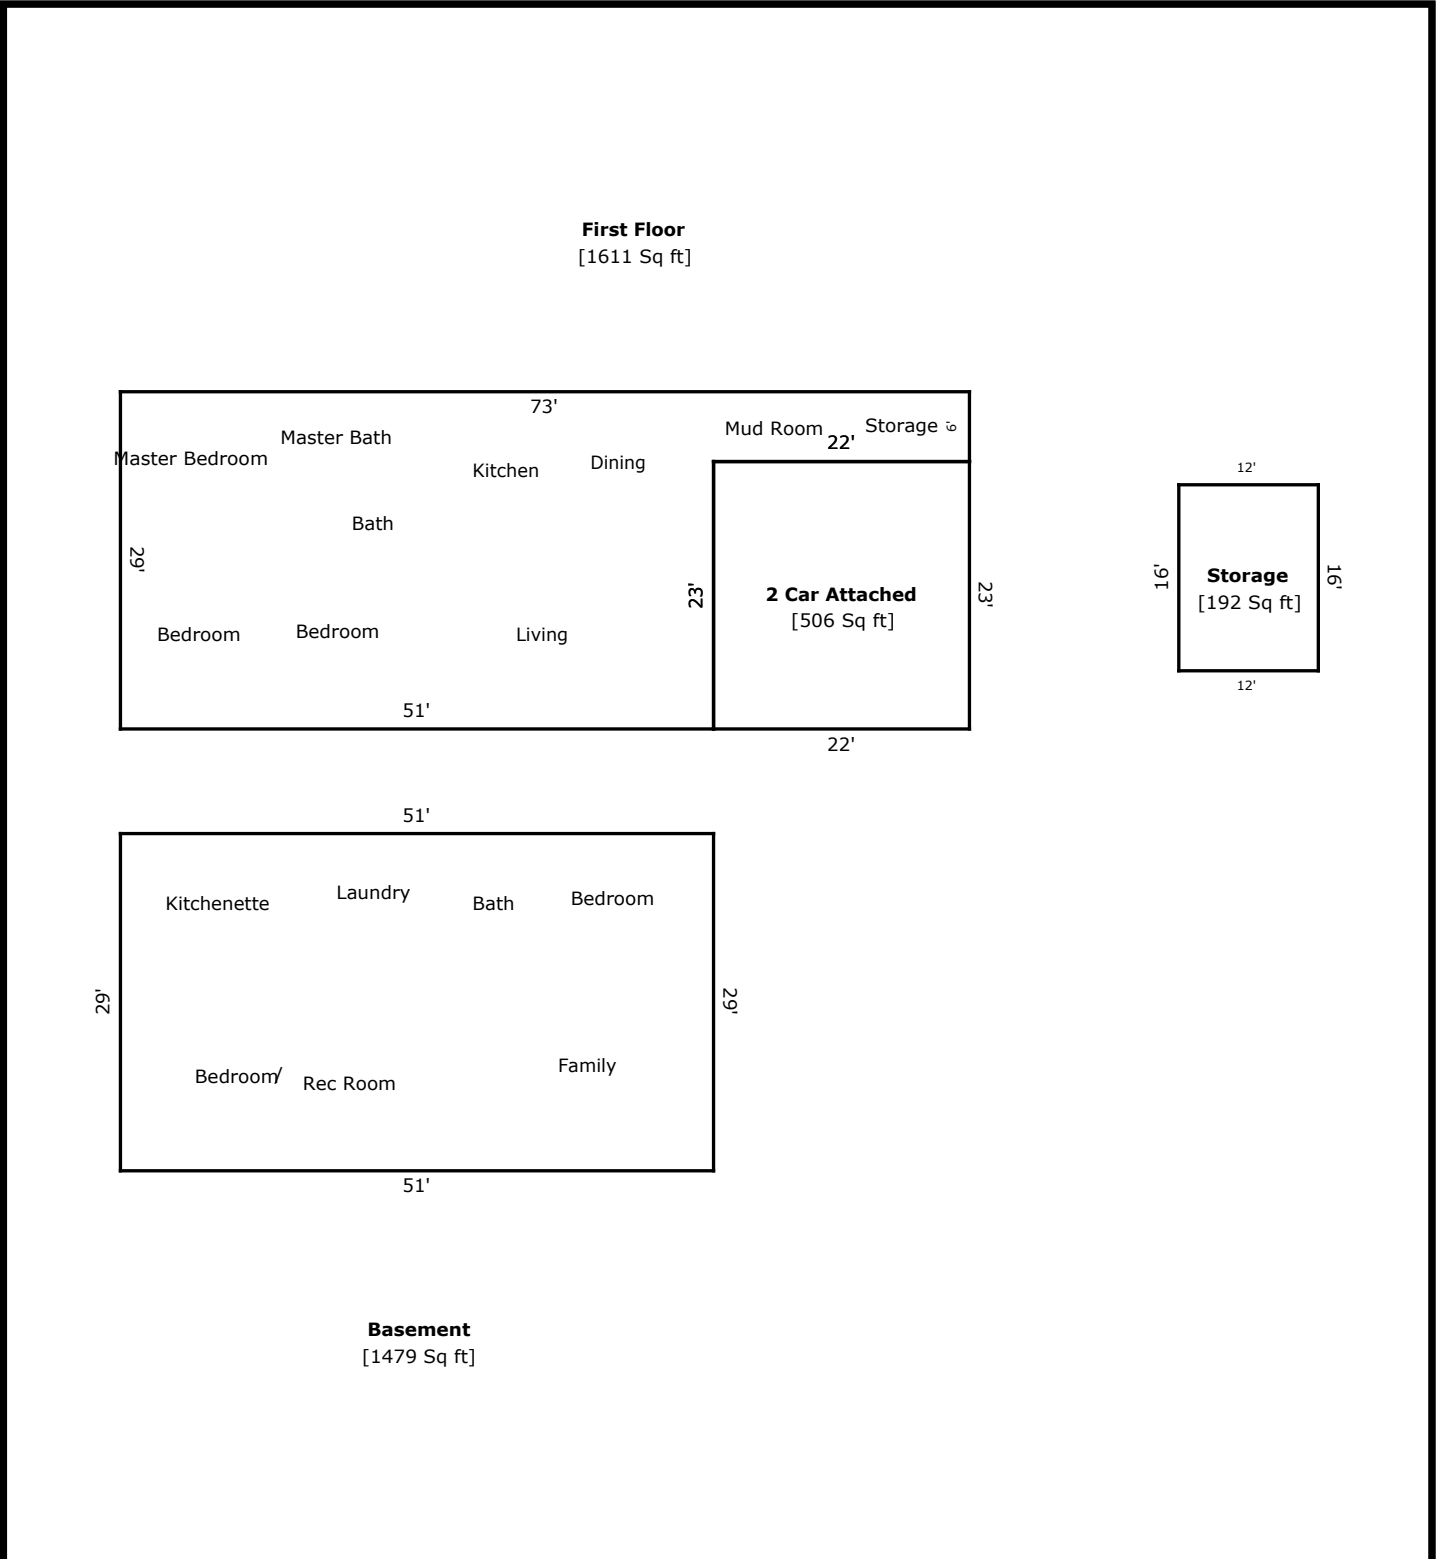 First Floor
[1611 Sq ft]
73'
Master Bath
Master Bedroom
Kitchen
Dining
Mud Room
Storage
6'
22'
Bath
29'
23'
2 Car Attached
[506 Sq ft]
23'
Bedroom
Bedroom
Living
51'
22'
12'
16'
Storage
[192 Sq ft]
16'
12'
51'
Kitchenette
Laundry
Bath
Bedroom
29'
29'
Bedroom/
Rec Room
Family
51'
Basement
[1479 Sq ft]